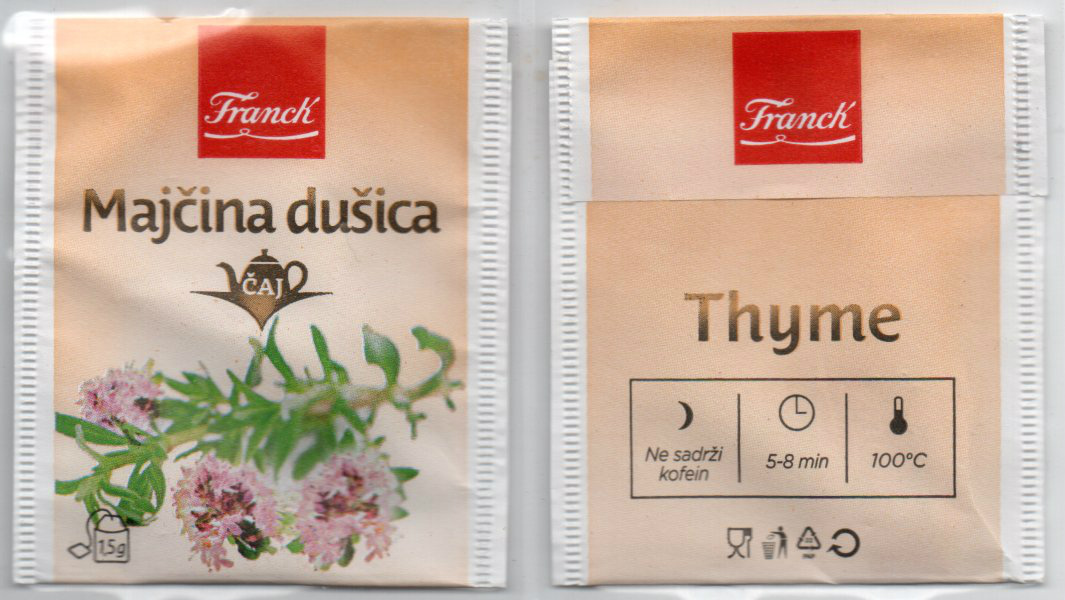 Franck
Majčina dušica
ČAJ
1,5g
Franck
Thyme
Ne sadrži
kofein
5-8 min
100°C